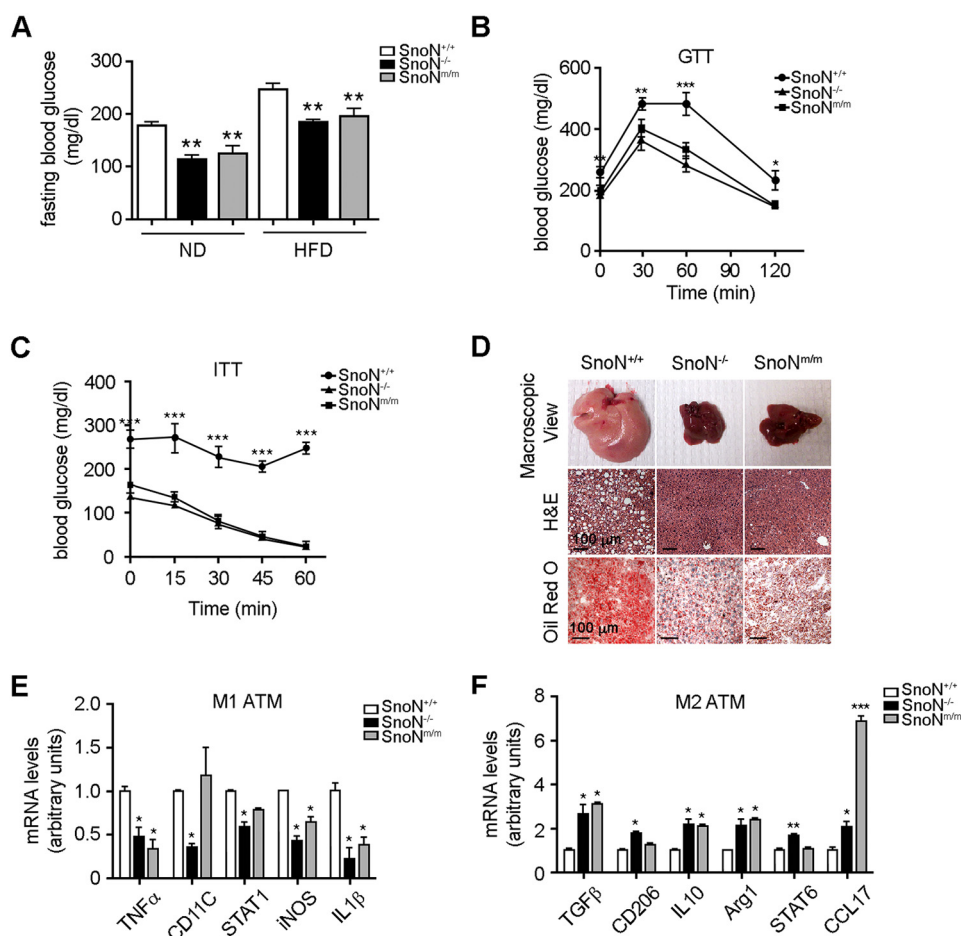 A
fasting blood glucose
(mg/dl)
300
200
100
0
SnoN+/+
SnoN-/-
SnoNm/m
**
**
**
**
ND
HFD
B
GTT
blood glucose (mg/dl)
600
400
200
0
**
**
***
*
SnoN+/+
SnoN-/-
SnoNm/m
0 30 60 90 120
Time (min)
C
ITT
blood glucose (mg/dl)
400
300
200
100
0
***
***
***
***
***
SnoN+/+
SnoN-/-
SnoNm/m
0 15 30 45 60
Time (min)
D
SnoN+/+ SnoN-/- SnoNm/m
Macroscopic
View
H&E
100 μm
Oil Red O
100 μm
E
M1 ATM
SnoN+/+
SnoN-/-
SnoNm/m
mRNA levels
(arbitrary units)
2.0
1.5
1.0
0.5
0.0
* * * * * * * *
TNFα CD11C STAT1 iNOS IL1β
F
M2 ATM
SnoN+/+
SnoN-/-
SnoNm/m
mRNA levels
(arbitrary units)
8
6
4
2
0
* * * * * * * ** * ***
TGFβ CD206 IL10 Arg1 STAT6 CCL17